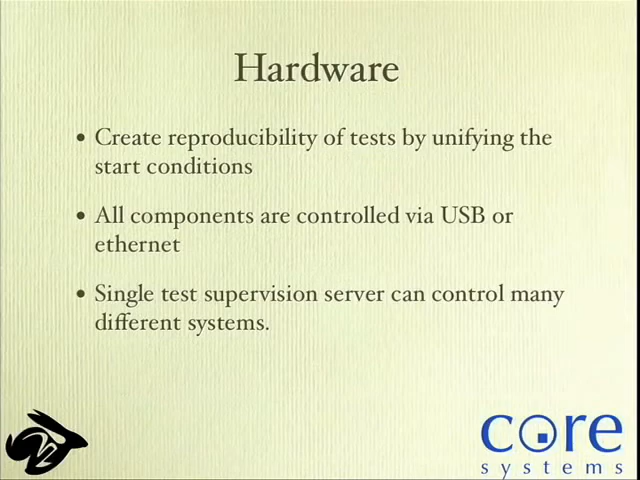 Hardware
• Create reproducibility of tests by unifying the
start conditions
• All components are controlled via USB or
ethernet
• Single test supervision server can control many
different systems.
core
systems